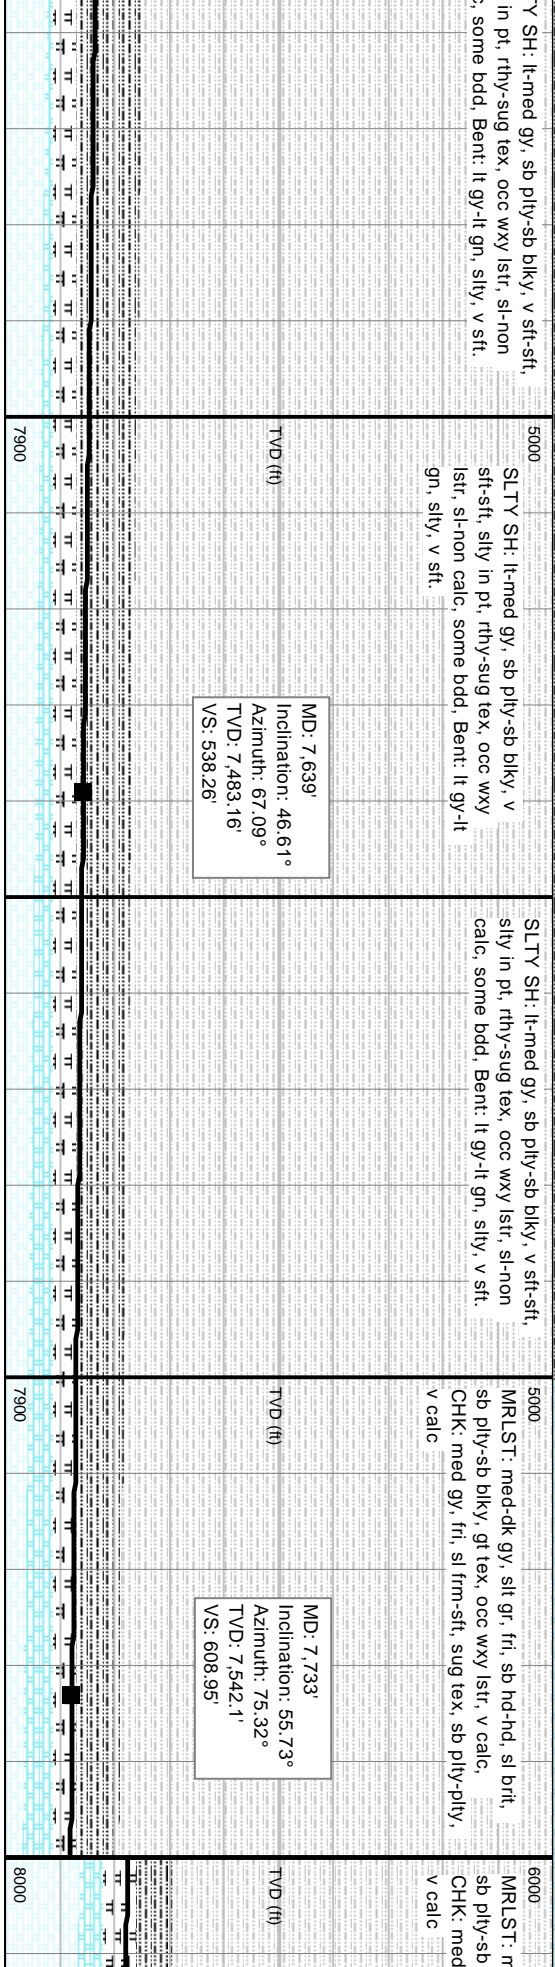 TY SH: lt-med gy, sb plty-sb blky, v sft-sft,
in pt, rthy-sug tex, occ wxy lstr, sl-non
c, some bdd, Bent: lt gy-lt gn, slty, v sft.
5000
TVD (ft)
7900
SLTY SH: lt-med gy, sb plty-sb blky, v
sft-sft, slty in pt, rthy-sug tex, occ wxy
lstr, sl-non calc, some bdd, Bent: lt gy-lt
gn, slty, v sft.
MD: 7,639'
Inclination: 46.61°
Azimuth: 67.09°
TVD: 7,483.16'
VS: 538.26'
SLTY SH: lt-med gy, sb plty-sb blky, v sft-sft,
slty in pt, rthy-sug tex, occ wxy lstr, sl-non
calc, some bdd, Bent: lt gy-lt gn, slty, v sft.
5000
TVD (ft)
7900
MRLST: med-dk gy, slt gr, fri, sb hd-hd, sl brit,
sb plty-sb blky, gt tex, occ wxy lstr, v calc,
CHK: med gy, fri, sl frm-sft, sug tex, sb plty-plty,
v calc
MD: 7,733'
Inclination: 55.73°
Azimuth: 75.32°
TVD: 7,542.1'
VS: 608.95'
6000
TVD (ft)
8000
MRLST: m
sb plty-sb
CHK: med
v calc